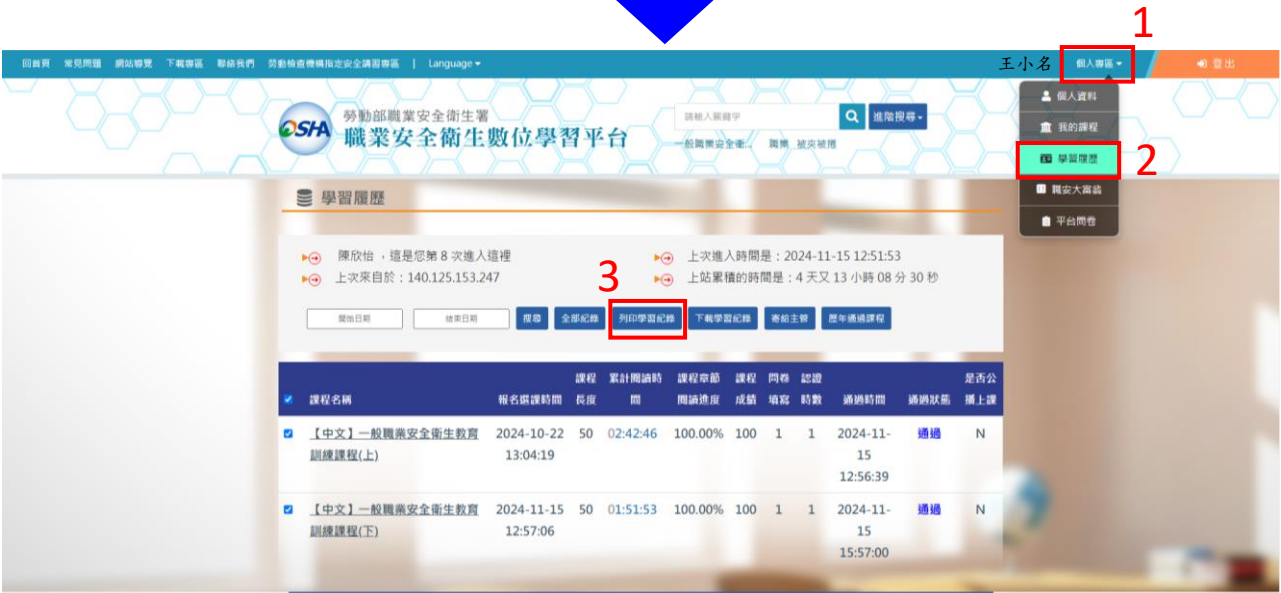 1
回首頁 常見問題 網站導覽 下載專區 聯絡我們 勞動檢查機構指定安全講習專區 | Language
王小名 個人專區 登出
個人資料
我的課程
學習履歷
2
職安大富翁
平台問卷
OSHA
勞動部職業安全衛生署
職業安全衛生數位學習平台
請輸入關鍵字 進階搜尋
一般職業安全衛... 職業 被夾被捲
學習履歷
陳欣怡 ,這是您第 8 次進入這裡
上次進入時間是:2024-11-15 12:51:53
上次來自於:140.125.153.247
上站累積的時間是:4 天又 13 小時 08 分 30 秒
3
開始日期 結束日期 搜尋 全部紀錄 列印學習紀錄 下載學習紀錄 寄給主管 歷年通過課程
課程名稱 報名選課時間 課程長度 累計閱讀時間 課程章節閱讀進度 課程成績 問卷填寫 認證時數 通過時間 通過狀態 是否公播上課
【中文】一般職業安全衛生教育 2024-10-22 50 02:42:46 100.00% 100 1 1 2024-11- 通過 N
訓練課程(上) 13:04:19 15
12:56:39
【中文】一般職業安全衛生教育 2024-11-15 50 01:51:53 100.00% 100 1 1 2024-11- 通過 N
訓練課程(下) 12:57:06 15
15:57:00